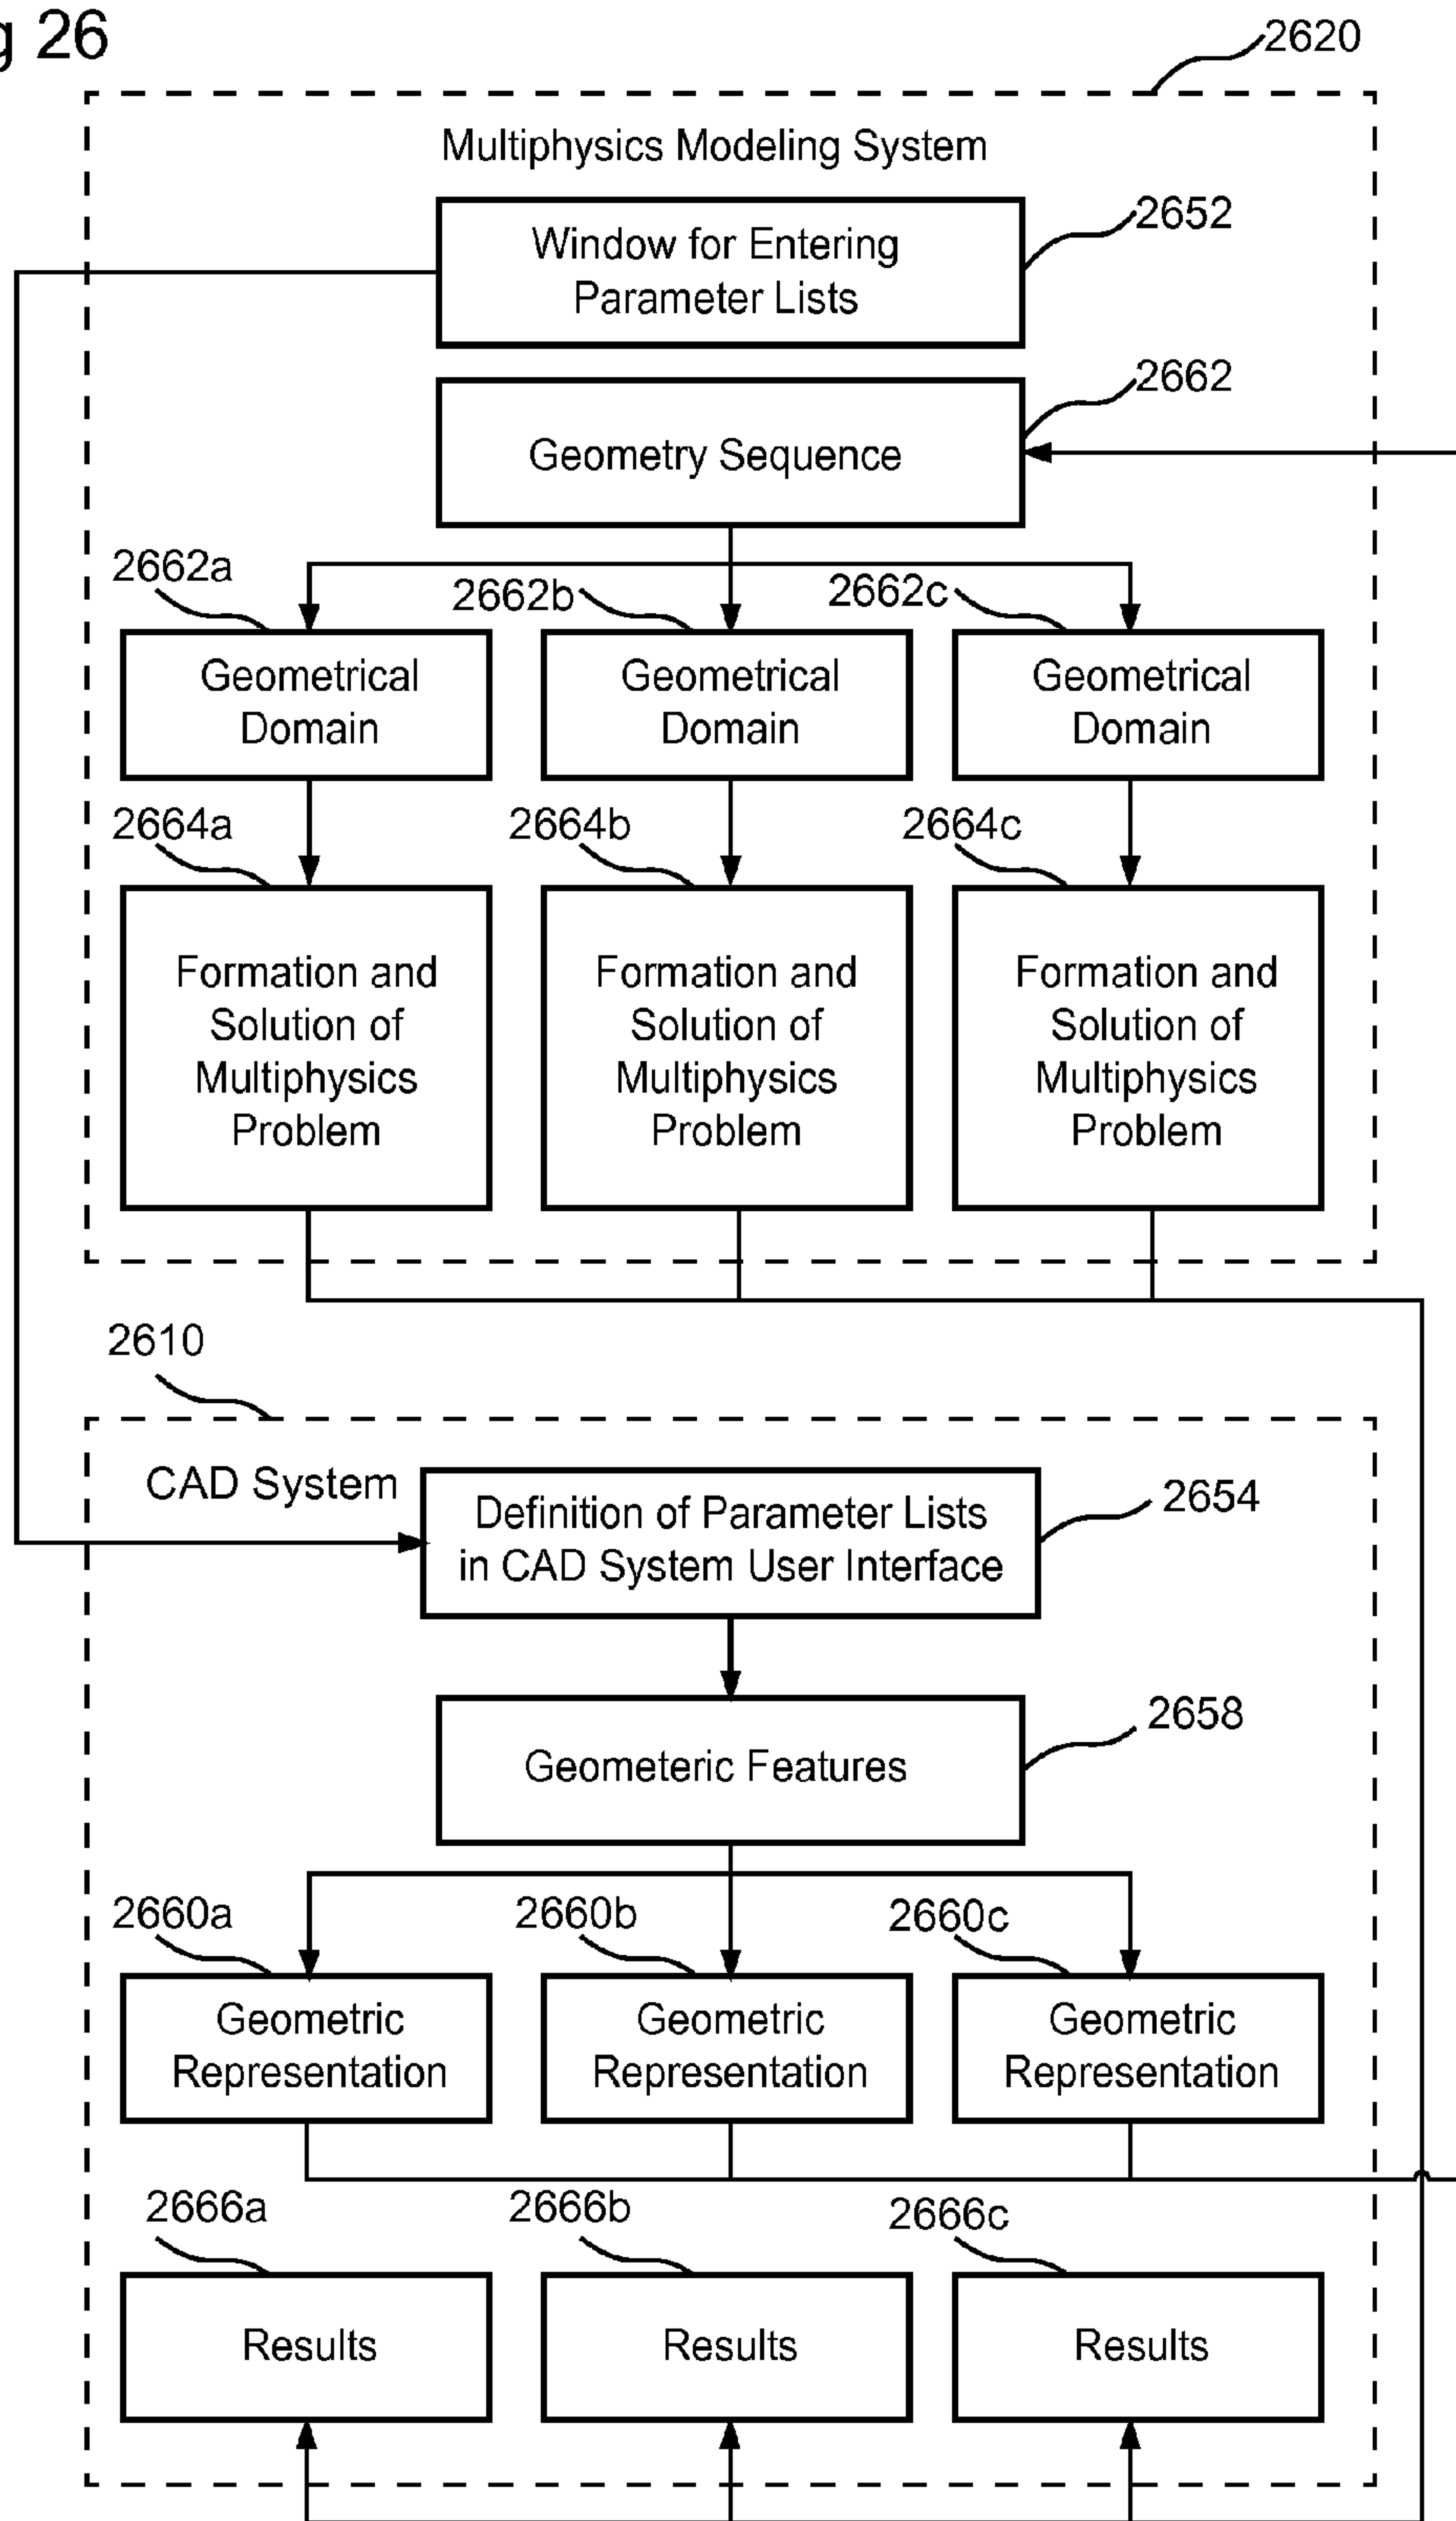 g 26
2620
Multiphysics Modeling System
Window for Entering
Parameter Lists
2652
Geometry Sequence
2662
2662a
2662b
2662c
Geometrical
Domain
Geometrical
Domain
Geometrical
Domain
2664a
2664b
2664c
Formation and
Solution of
Multiphysics
Problem
Formation and
Solution of
Multiphysics
Problem
Formation and
Solution of
Multiphysics
Problem
2610
CAD System
Definition of Parameter Lists
in CAD System User Interface
2654
Geometeric Features
2658
2660a
2660b
2660c
Geometric
Representation
Geometric
Representation
Geometric
Representation
2666a
2666b
2666c
Results
Results
Results